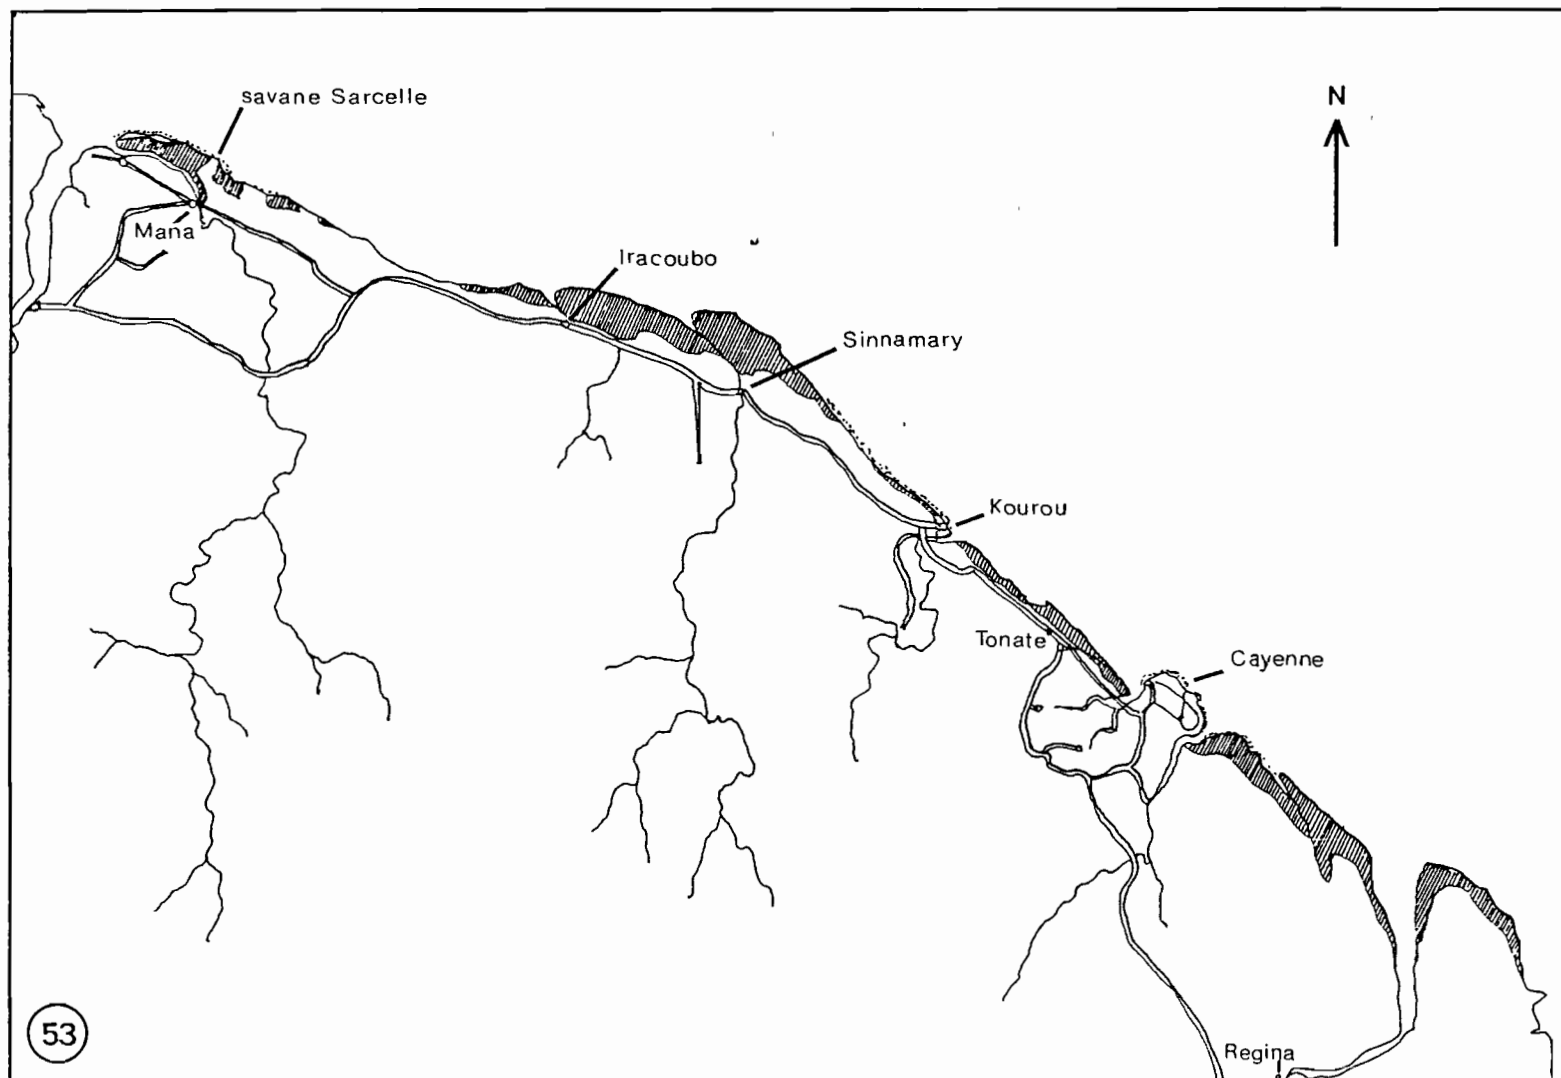 savane Sarcelle
N
Mana
Iracoubo
Sinnamary
Kourou
Tonate
Cayenne
Regina
53